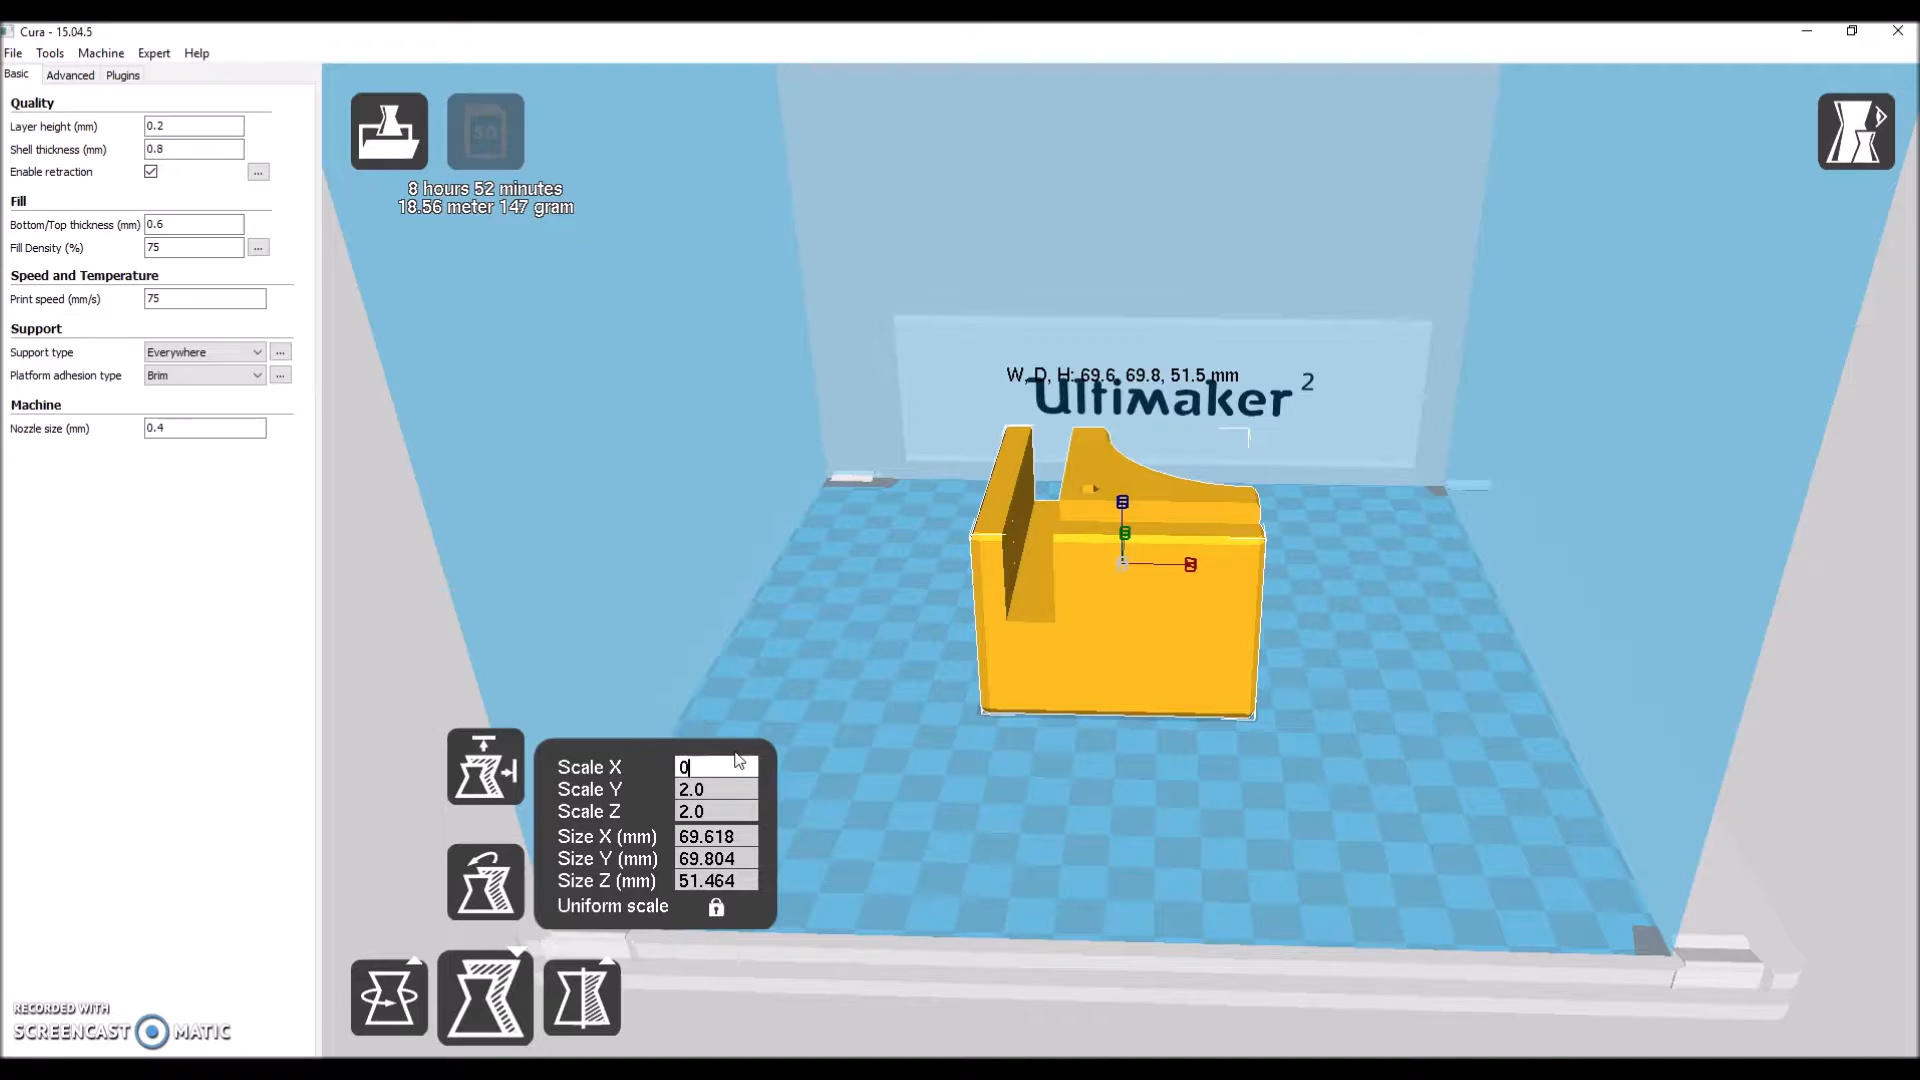 Cura - 15.04.5
File Tools Machine Expert Help
Basic Advanced Plugins
Quality
Layer height (mm) 0.2
Shell thickness (mm) 0.8
Enable retraction ...
Fill
Bottom/Top thickness (mm) 0.6
Fill Density (%) 75 ...
Speed and Temperature
Print speed (mm/s) 75
Support
Support type Everywhere ...
Platform adhesion type Brim ...
Machine
Nozzle size (mm) 0.4
SD
8 hours 52 minutes
18.56 meter 147 gram
W, D, H: 69.6, 69.8, 51.5 mm
Ultimaker 2
Scale X 0
Scale Y 2.0
Scale Z 2.0
Size X (mm) 69.618
Size Y (mm) 69.804
Size Z (mm) 51.464
Uniform scale
RECORDED WITH
SCREENCAST MATIC